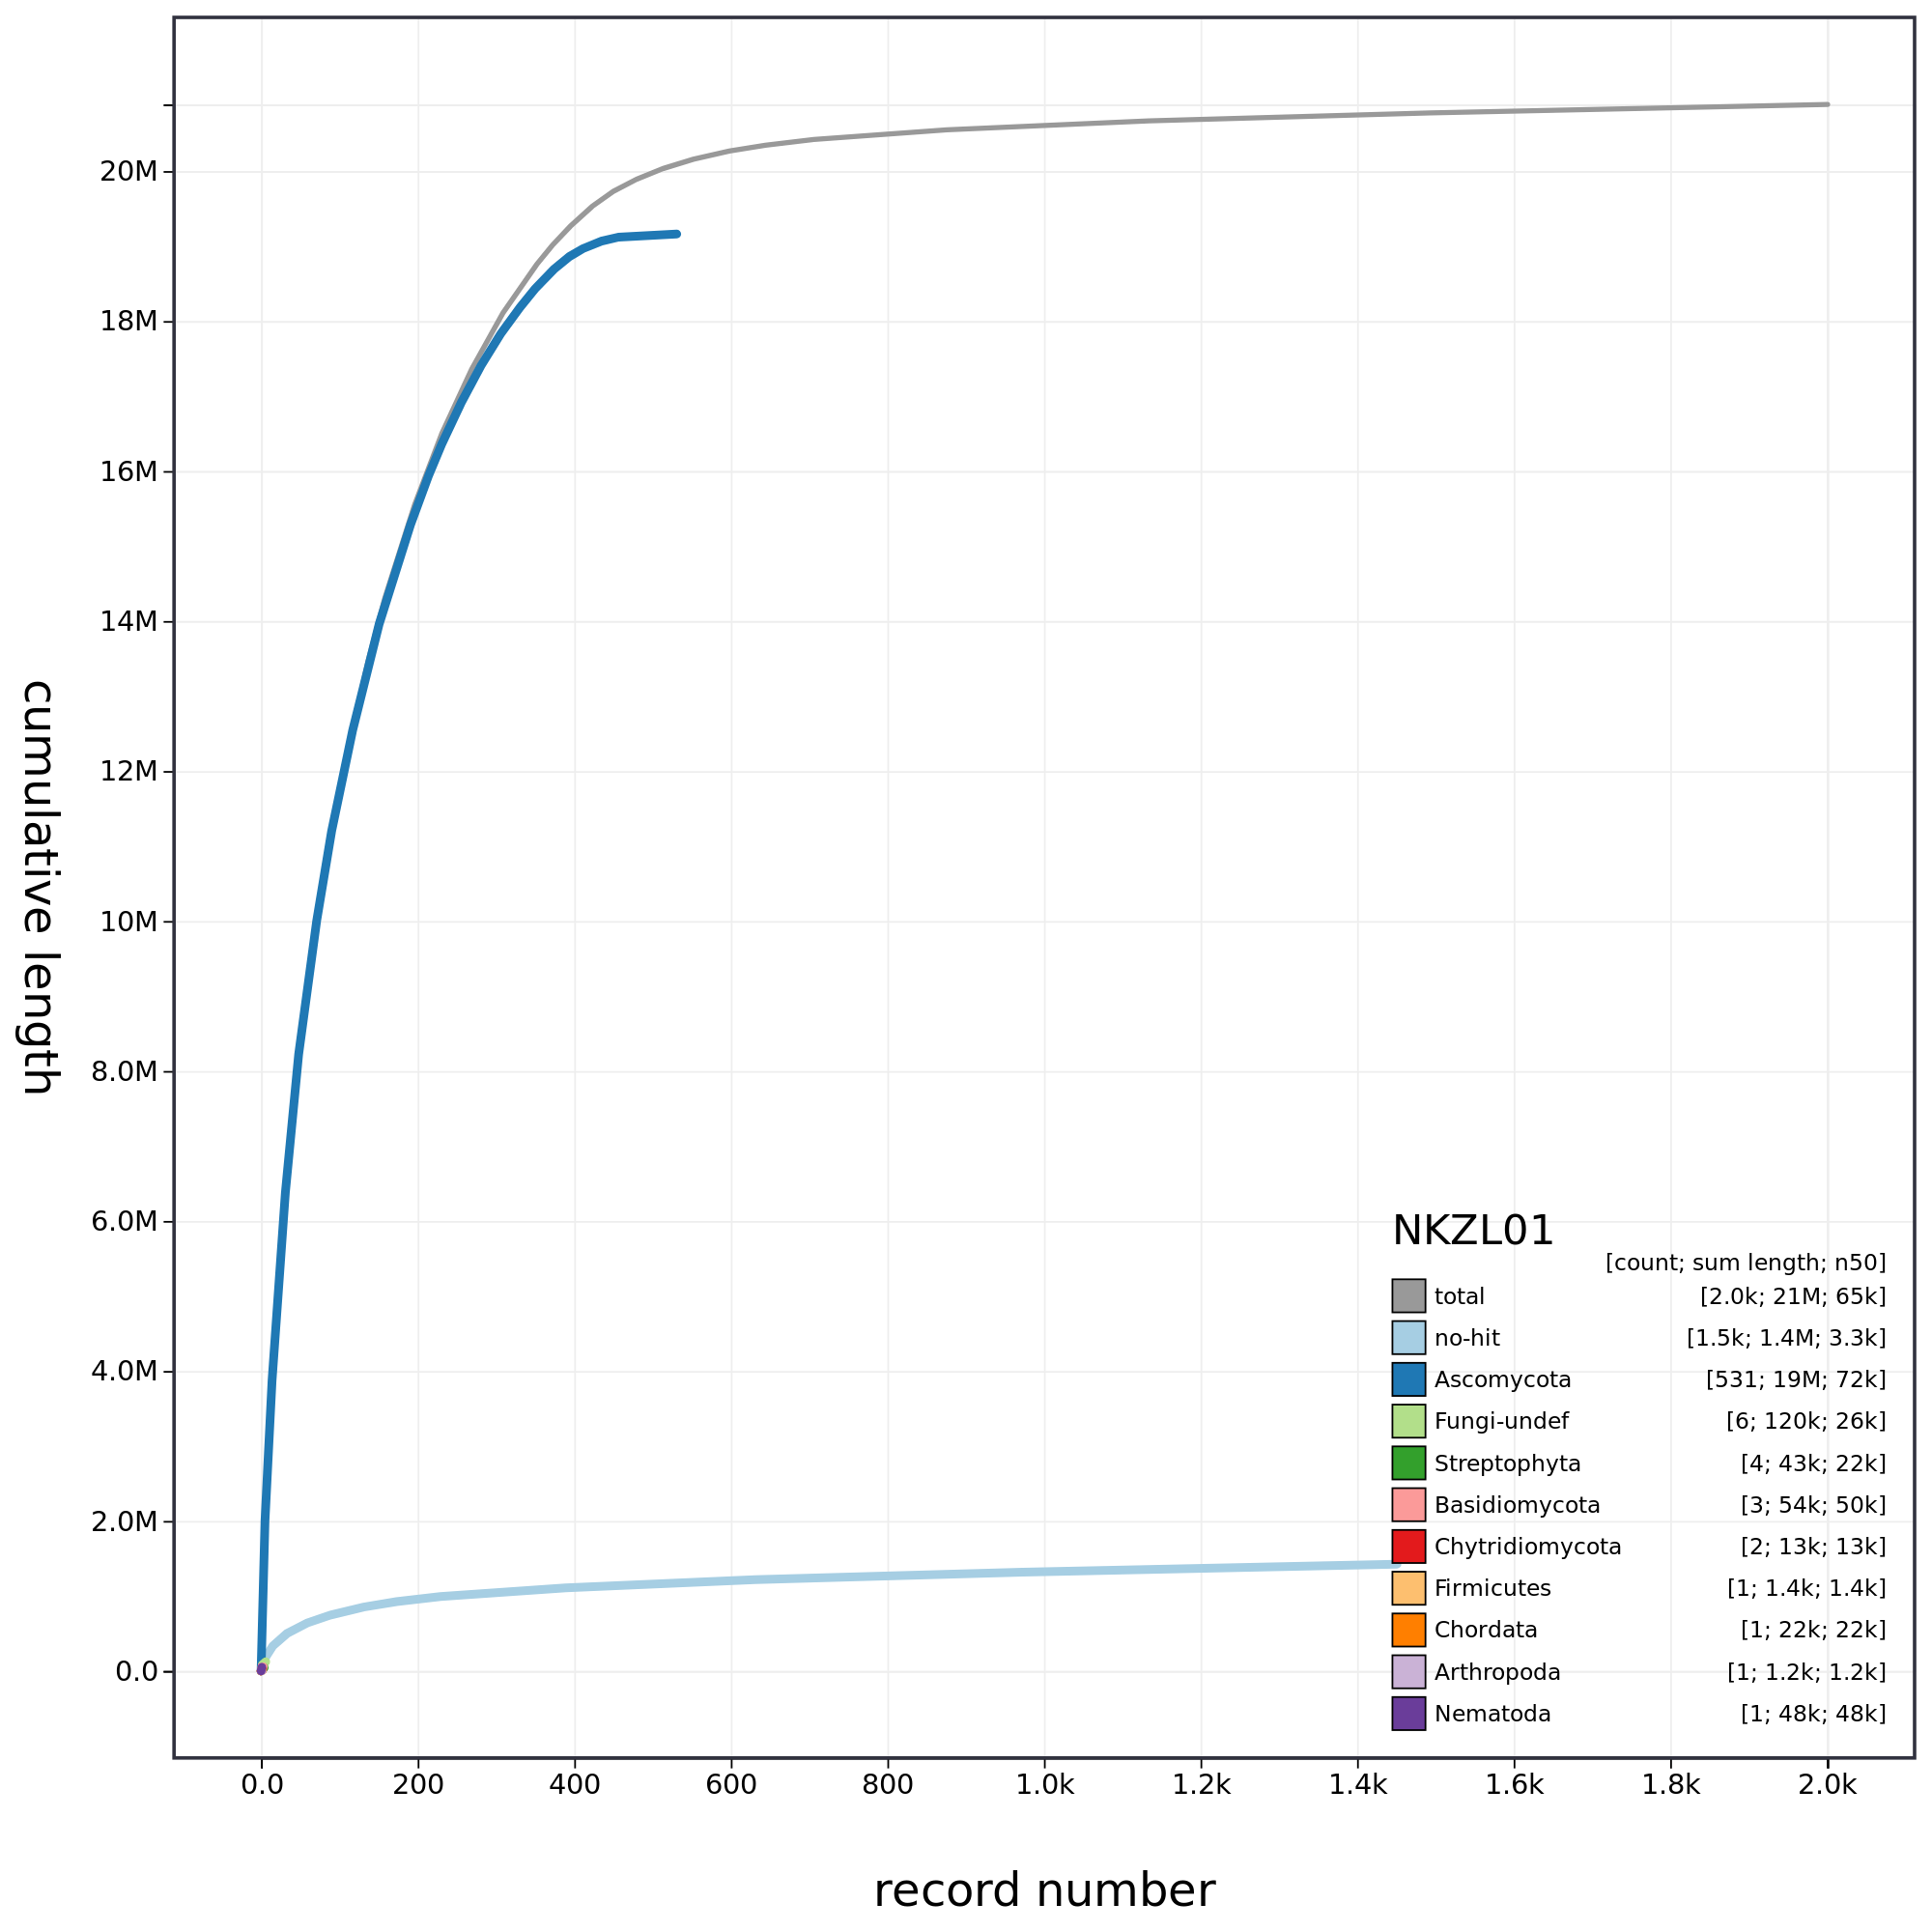 cumulative length
20M
18M
16M
14M
12M
10M
8.0M
6.0M
4.0M
2.0M
0.0
NKZL01
[count; sum length; n50]
total [2.0k; 21M; 65k]
no-hit [1.5k; 1.4M; 3.3k]
Ascomycota [531; 19M; 72k]
Fungi-undef [6; 120k; 26k]
Streptophyta [4; 43k; 22k]
Basidiomycota [3; 54k; 50k]
Chytridiomycota [2; 13k; 13k]
Firmicutes [1; 1.4k; 1.4k]
Chordata [1; 22k; 22k]
Arthropoda [1; 1.2k; 1.2k]
Nematoda [1; 48k; 48k]
0.0 200 400 600 800 1.0k 1.2k 1.4k 1.6k 1.8k 2.0k
record number